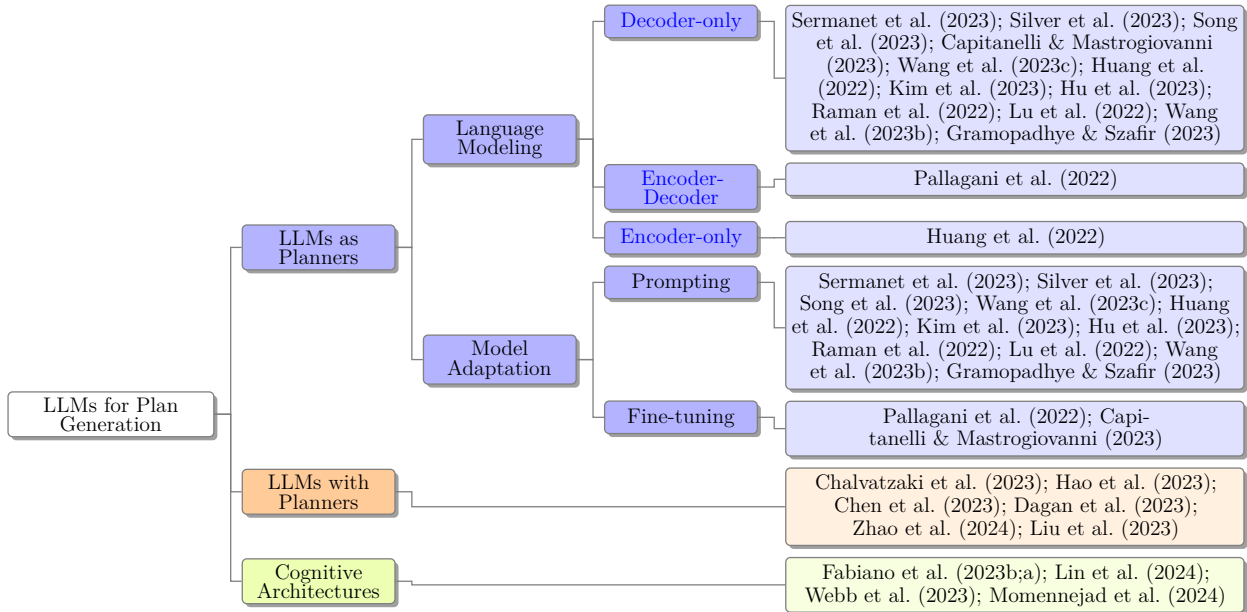 Decoder-only
Sermanet et al. (2023); Silver et al. (2023); Song
et al. (2023); Capitanelli & Mastrogiovanni
(2023); Wang et al. (2023c); Huang et al.
(2022); Kim et al. (2023); Hu et al. (2023);
Raman et al. (2022); Lu et al. (2022); Wang
et al. (2023b); Gramopadhye & Szafir (2023)
Language
Modeling
Encoder-
Decoder
Pallagani et al. (2022)
LLMs as
Planners
Encoder-only
Huang et al. (2022)
Prompting
Sermanet et al. (2023); Silver et al. (2023);
Song et al. (2023); Wang et al. (2023c); Huang
et al. (2022); Kim et al. (2023); Hu et al. (2023);
Raman et al. (2022); Lu et al. (2022); Wang
et al. (2023b); Gramopadhye & Szafir (2023)
Model
Adaptation
LLMs for Plan
Generation
Fine-tuning
Pallagani et al. (2022); Capi-
tanelli & Mastrogiovanni (2023)
LLMs with
Planners
Chalvatzaki et al. (2023); Hao et al. (2023);
Chen et al. (2023); Dagan et al. (2023);
Zhao et al. (2024); Liu et al. (2023)
Cognitive
Architectures
Fabiano et al. (2023b;a); Lin et al. (2024);
Webb et al. (2023); Momennejad et al. (2024)